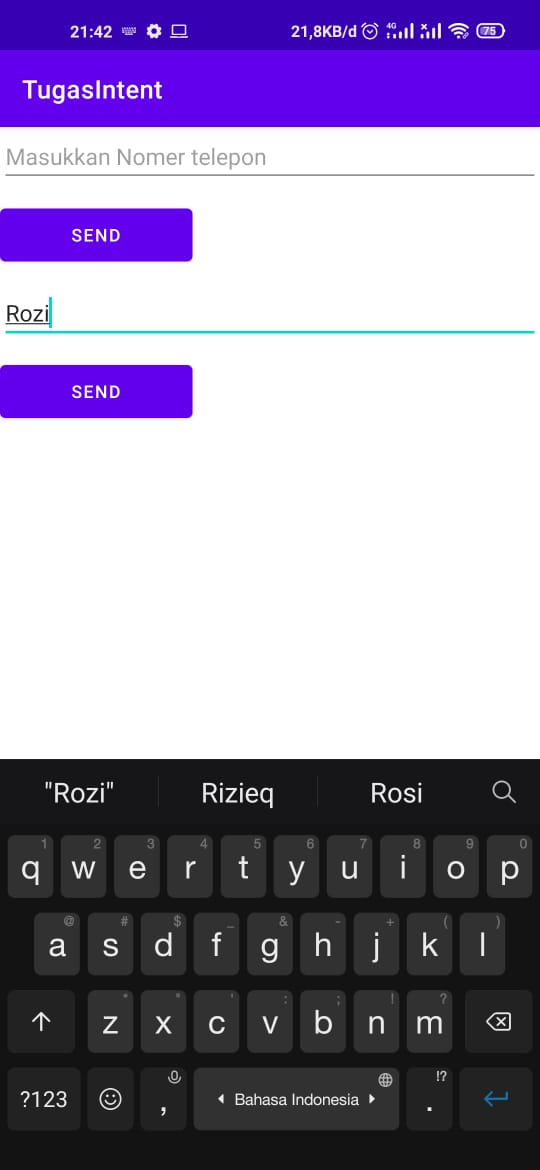 21:42 21,8KB/d 4G 75
TugasIntent
Masukkan Nomer telepon
SEND
Rozi
SEND
"Rozi" Rizieq Rosi
1 2 3 4 5 6 7 8 9 0
q w e r t y u i o p
@ # $ _ & - + ( )
a s d f g h j k l
* " ' : ; ! ?
z x c v b n m
!?
?123 , Bahasa Indonesia .